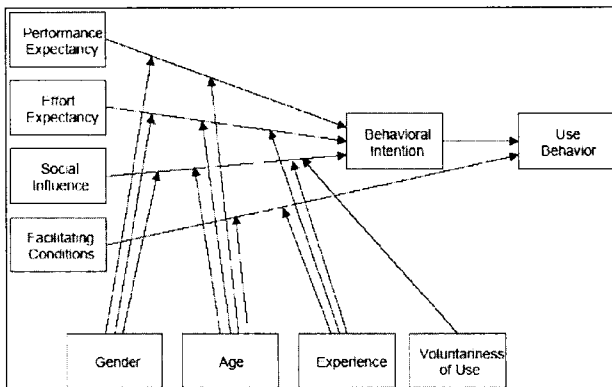 Performance
Expectancy
Effort
Expectancy
Social
Influence
Facilitating
Conditions
Behavioral
Intention
Use
Behavior
Gender
Age
Experience
Voluntariness
of Use